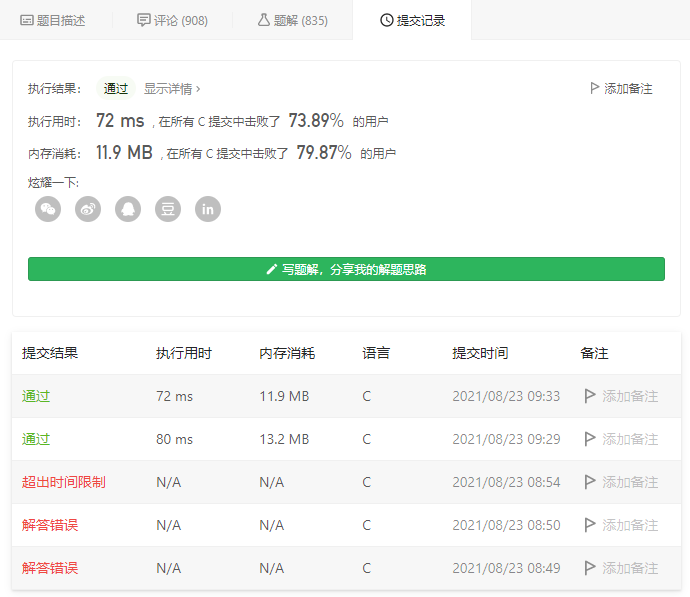 题目描述 评论 (908) 题解 (835) 提交记录
执行结果： 通过 显示详情 › 添加备注
执行用时： 72 ms , 在所有 C 提交中击败了 73.89% 的用户
内存消耗： 11.9 MB , 在所有 C 提交中击败了 79.87% 的用户
炫耀一下:
豆 in
写题解，分享我的解题思路
提交结果 执行用时 内存消耗 语言 提交时间 备注
通过 72 ms 11.9 MB C 2021/08/23 09:33 添加备注
通过 80 ms 13.2 MB C 2021/08/23 09:29 添加备注
超出时间限制 N/A N/A C 2021/08/23 08:54 添加备注
解答错误 N/A N/A C 2021/08/23 08:50 添加备注
解答错误 N/A N/A C 2021/08/23 08:49 添加备注